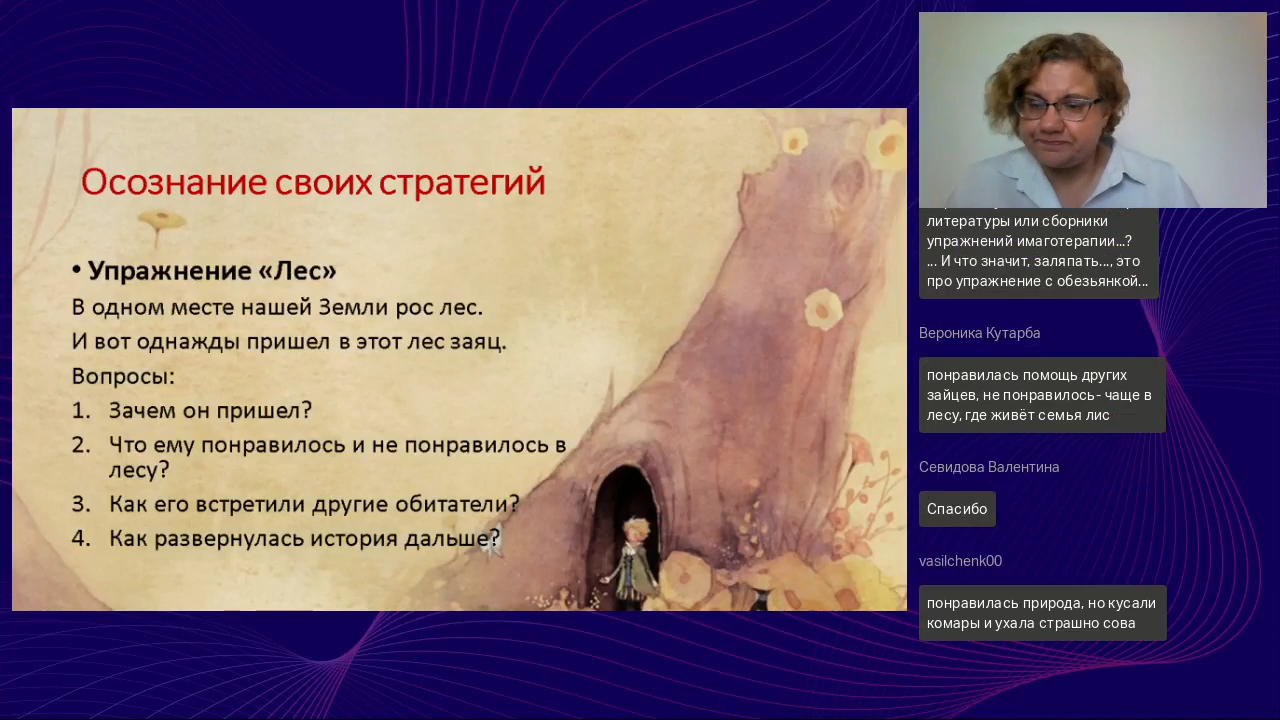 Осознание своих стратегий
• Упражнение «Лес»
В одном месте нашей Земли рос лес.
И вот однажды пришел в этот лес заяц.
Вопросы:
1. Зачем он пришел?
2. Что ему понравилось и не понравилось в
лесу?
3. Как его встретили другие обитатели?
4. Как развернулась история дальше?
литературы или сборники
упражнений имаготерапии...?
... И что значит, заляпать..., это
про упражнение с обезьянкой...
Вероника Кутарба
понравилась помощь других
зайцев, не понравилось- чаще в
лесу, где живёт семья лис
Севидова Валентина
Спасибо
vasilchenk00
понравилась природа, но кусали
комары и ухала страшно сова